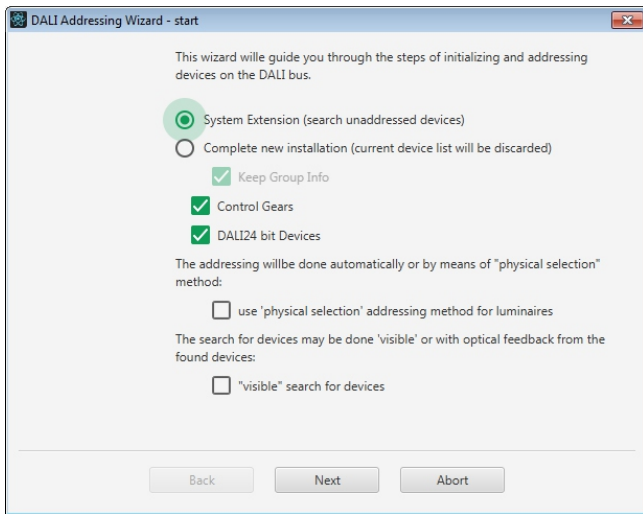 DALI Addressing Wizard - start
This wizard wille guide you through the steps of initializing and addressing
devices on the DALI bus.
System Extension (search unaddressed devices)
Complete new installation (current device list will be discarded)
Keep Group Info
Control Gears
DALI24 bit Devices
The addressing willbe done automatically or by means of "physical selection"
method:
use 'physical selection' addressing method for luminaires
The search for devices may be done 'visible' or with optical feedback from the
found devices:
"visible" search for devices
Back
Next
Abort